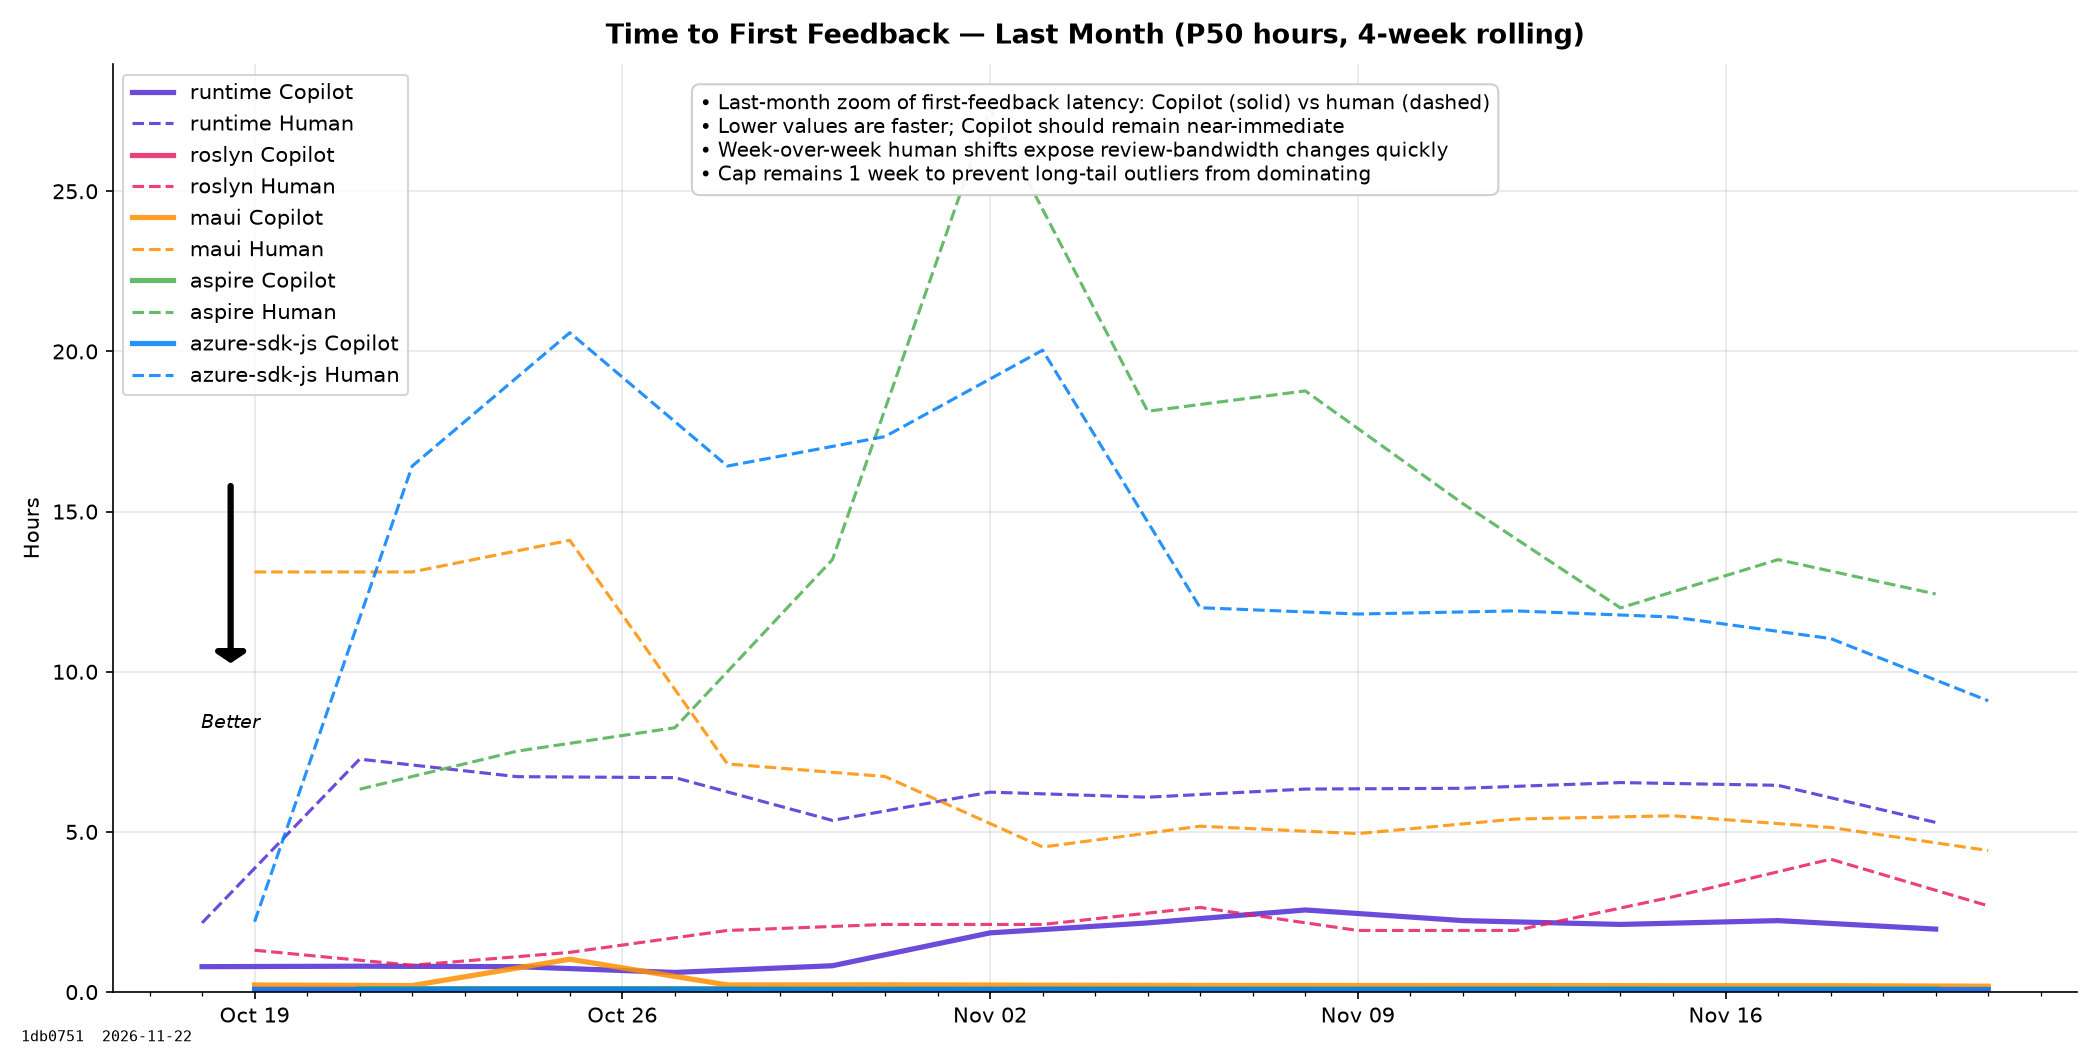 Time to First Feedback — Last Month (P50 hours, 4-week rolling)
runtime Copilot
runtime Human
roslyn Copilot
roslyn Human
maui Copilot
maui Human
aspire Copilot
aspire Human
azure-sdk-js Copilot
azure-sdk-js Human
• Last-month zoom of first-feedback latency: Copilot (solid) vs human (dashed)
• Lower values are faster; Copilot should remain near-immediate
• Week-over-week human shifts expose review-bandwidth changes quickly
• Cap remains 1 week to prevent long-tail outliers from dominating
25.0
20.0
15.0
10.0
5.0
0.0
Hours
Better
Oct 19
Oct 26
Nov 02
Nov 09
Nov 16
1db0751 2026-11-22